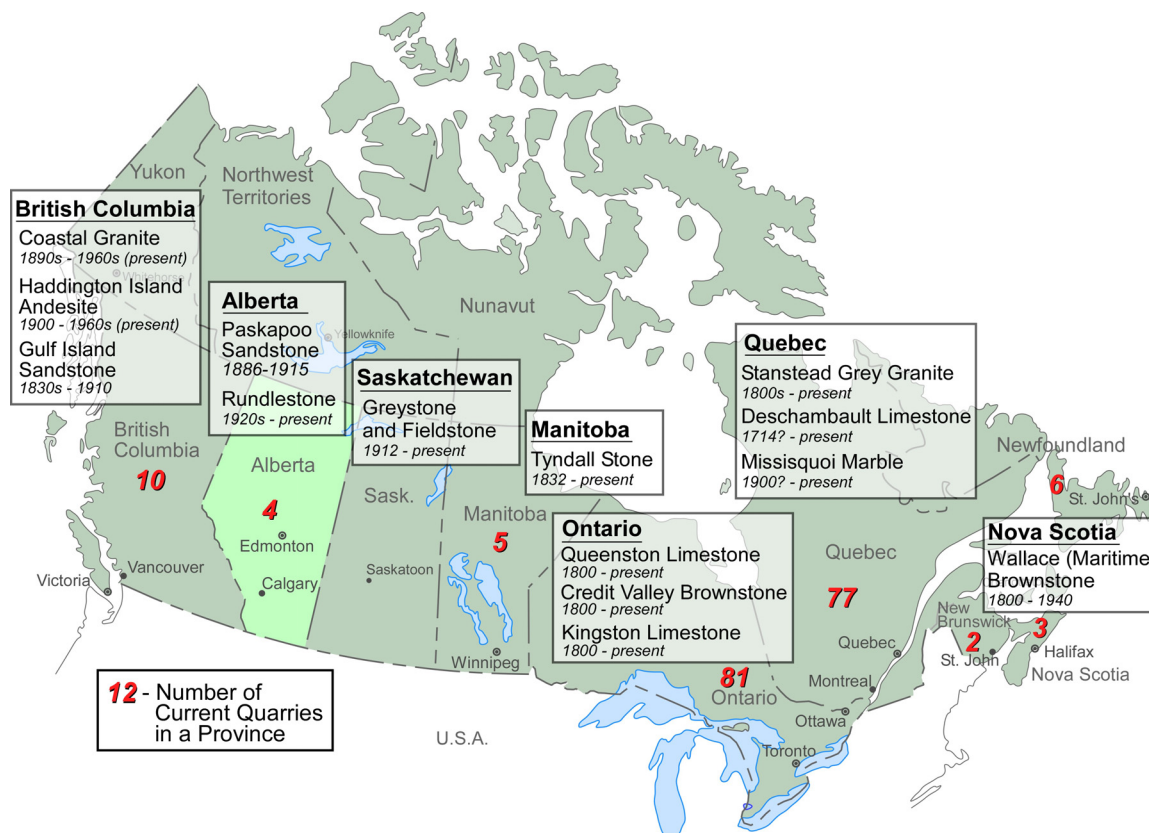 Yukon
Northwest
Territories
Nunavut
British Columbia
Coastal Granite
1890s - 1960s (present)
Whitehorse
Haddington Island
Andesite
1900 - 1960s (present)
Gulf Island
Sandstone
1830s - 1910
Alberta
Paskapoo
Sandstone
1886-1915
Rundlestone
1920s - present
Yellowknife
Saskatchewan
Greystone
and Fieldstone
1912 - present
Manitoba
Tyndall Stone
1832 - present
Quebec
Stanstead Grey Granite
1800s - present
Deschambault Limestone
1714? - present
Missisquoi Marble
1900? - present
Ontario
Queenston Limestone
1800 - present
Credit Valley Brownstone
1800 - present
Kingston Limestone
1800 - present
Nova Scotia
Wallace (Maritime
Brownstone
1800 - 1940
British
Columbia
10
Alberta
4
Edmonton
Calgary
Sask.
Saskatoon
Manitoba
5
Winnipeg
Victoria
Vancouver
Newfoundland
6
St. John's
Quebec
77
Quebec
Montreal
81
Ontario
Ottawa
Toronto
New
Brunswick
2
St. John
3
Halifax
Nova Scotia
U.S.A.
12 - Number of
Current Quarries
in a Province